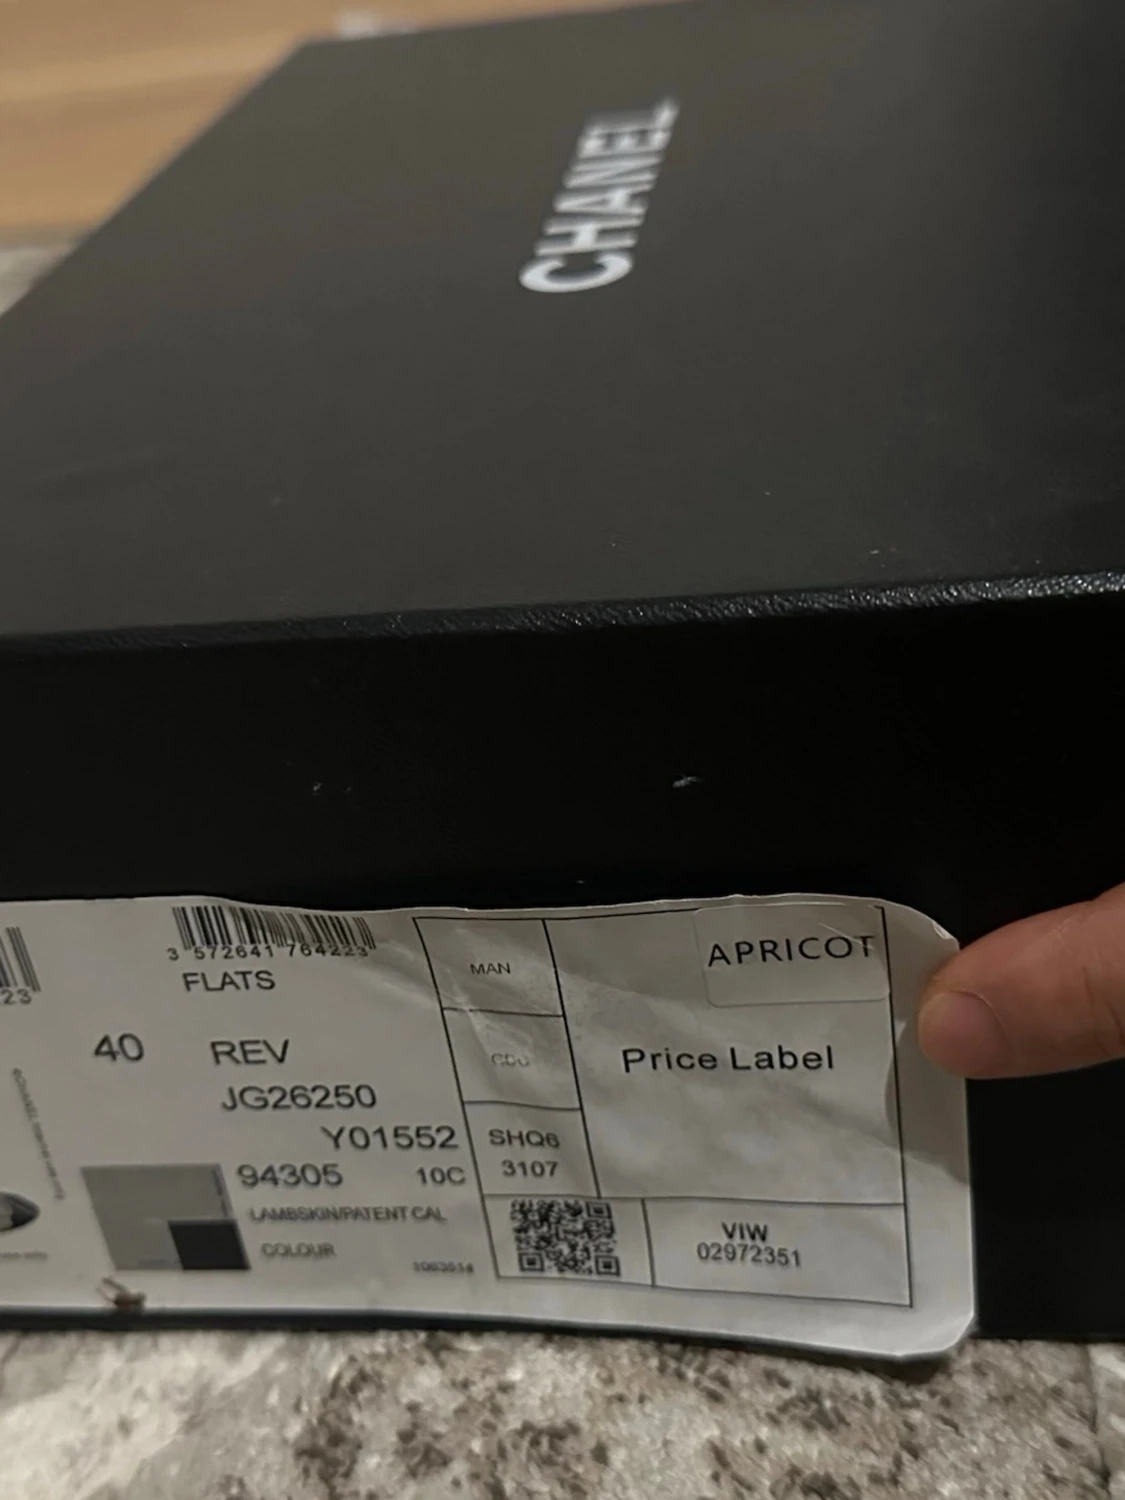 CHANEL
23
3 572641 764223
FLATS
40
REV
JG26250
Y01552
94305
10C
LAMBSKIN/PATENT CAL
COLOUR
MAN
SHQ6
3107
APRICOT
Price Label
VIW
02972351